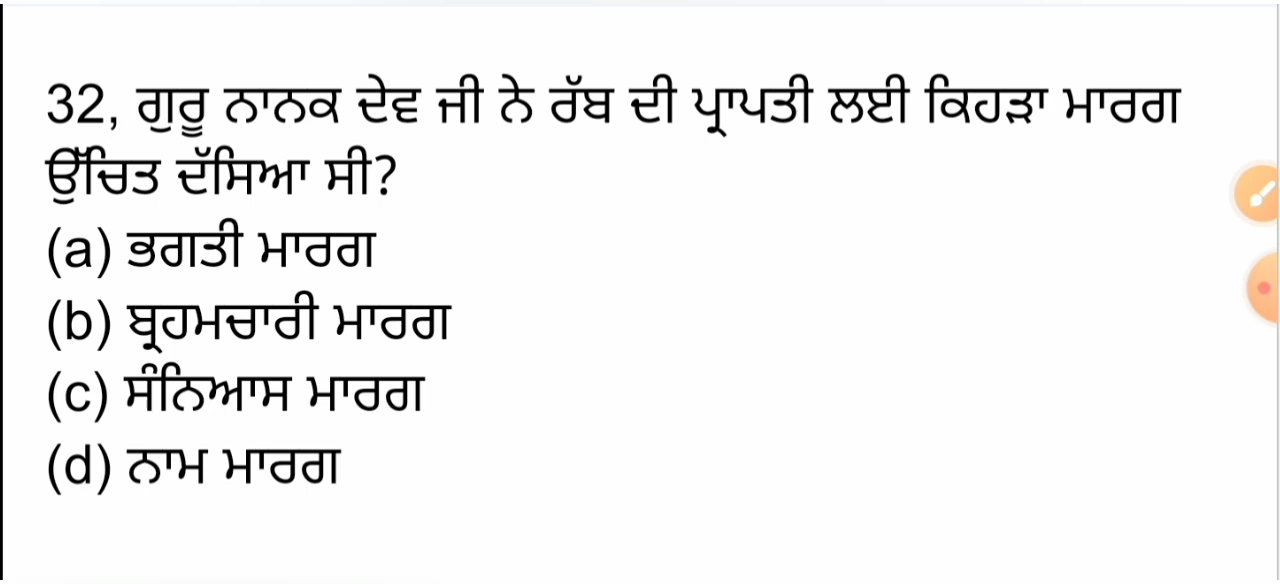 32, ਗੁਰੂ ਨਾਨਕ ਦੇਵ ਜੀ ਨੇ ਰੱਬ ਦੀ ਪ੍ਰਾਪਤੀ ਲਈ ਕਿਹੜਾ ਮਾਰਗ
ਉੱਚਿਤ ਦੱਸਿਆ ਸੀ?
(a) ਭਗਤੀ ਮਾਰਗ
(b) ਬ੍ਰਹਮਚਾਰੀ ਮਾਰਗ
(c) ਸੰਨਿਆਸ ਮਾਰਗ
(d) ਨਾਮ ਮਾਰਗ